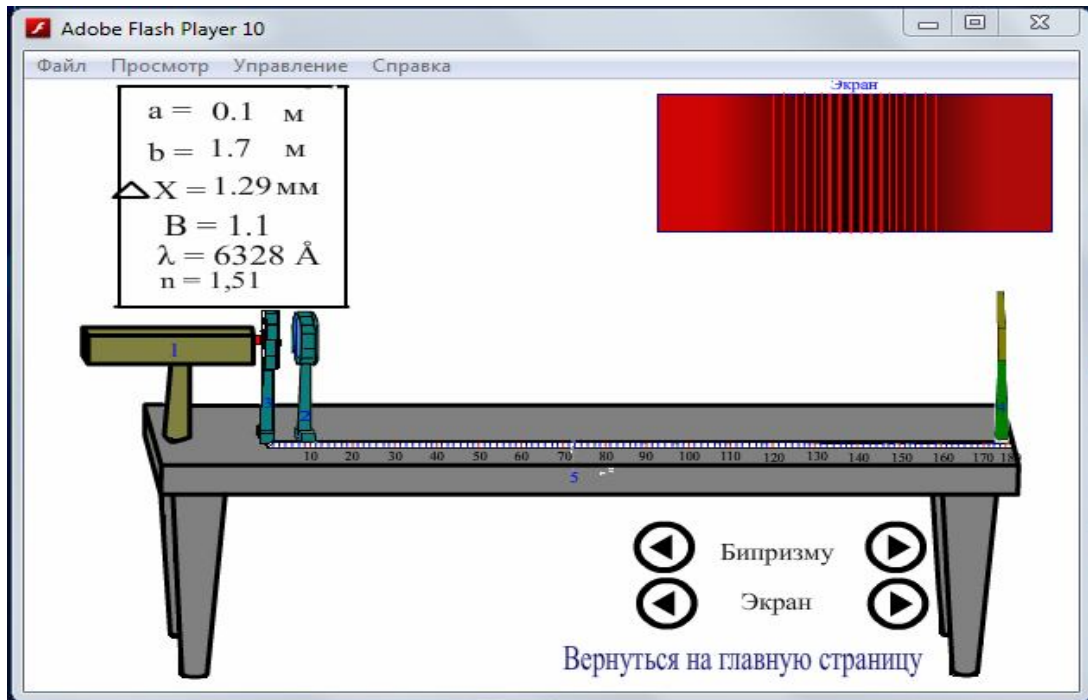 Adobe Flash Player 10
Файл Просмотр Управление Справка
a = 0.1 м
b = 1.7 м
△X = 1.29 мм
B = 1.1
λ = 6328 Å
n = 1,51
Экран
1
3
2
4
10 20 30 40 50 60 70 80 90 100 110 120 130 140 150 160 170 180
5
Бипризму
Экран
Вернуться на главную страницу